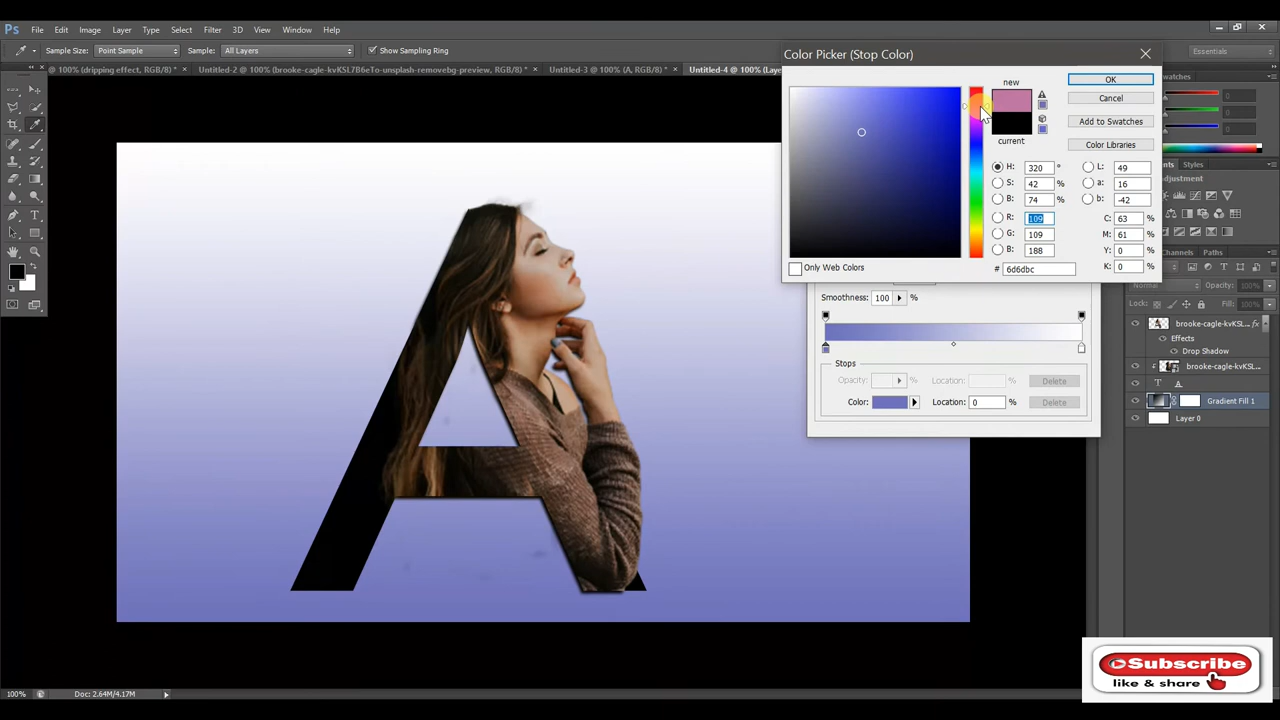 Ps File Edit Image Layer Type Select Filter 3D View Window Help
Sample Size: Point Sample Sample: All Layers Show Sampling Ring Essentials
@ 100% (dripping effect, RGB/8) * × Untitled-2 @ 100% (brooke-cagle-kvKSL7B6eTo-unsplash-removebg-preview, RGB/8) * × Untitled-3 @ 100% (A, RGB/8) * × Untitled-4 @ 100% (Laye
Color Picker (Stop Color)
new
current
OK
Cancel
Add to Swatches
Color Libraries
H: 320 °
S: 42 %
B: 74 %
R: 109
G: 109
B: 188
# 6d6dbc
L: 49
a: 16
b: -42
C: 63 %
M: 61 %
Y: 0 %
K: 0 %
Only Web Colors
Smoothness: 100 %
Stops
Opacity: % Location: % Delete
Color: Location: 0 % Delete
watches
Styles
djustment
hannels Paths
Normal Opacity:
Lock: Fill:
brooke-cagle-kvKSL... fx
Effects
Drop Shadow
brooke-cagle-kvKSL...
T A
Gradient Fill 1
Layer 0
Subscribe
like & share
100% Doc: 2.64M/4.17M